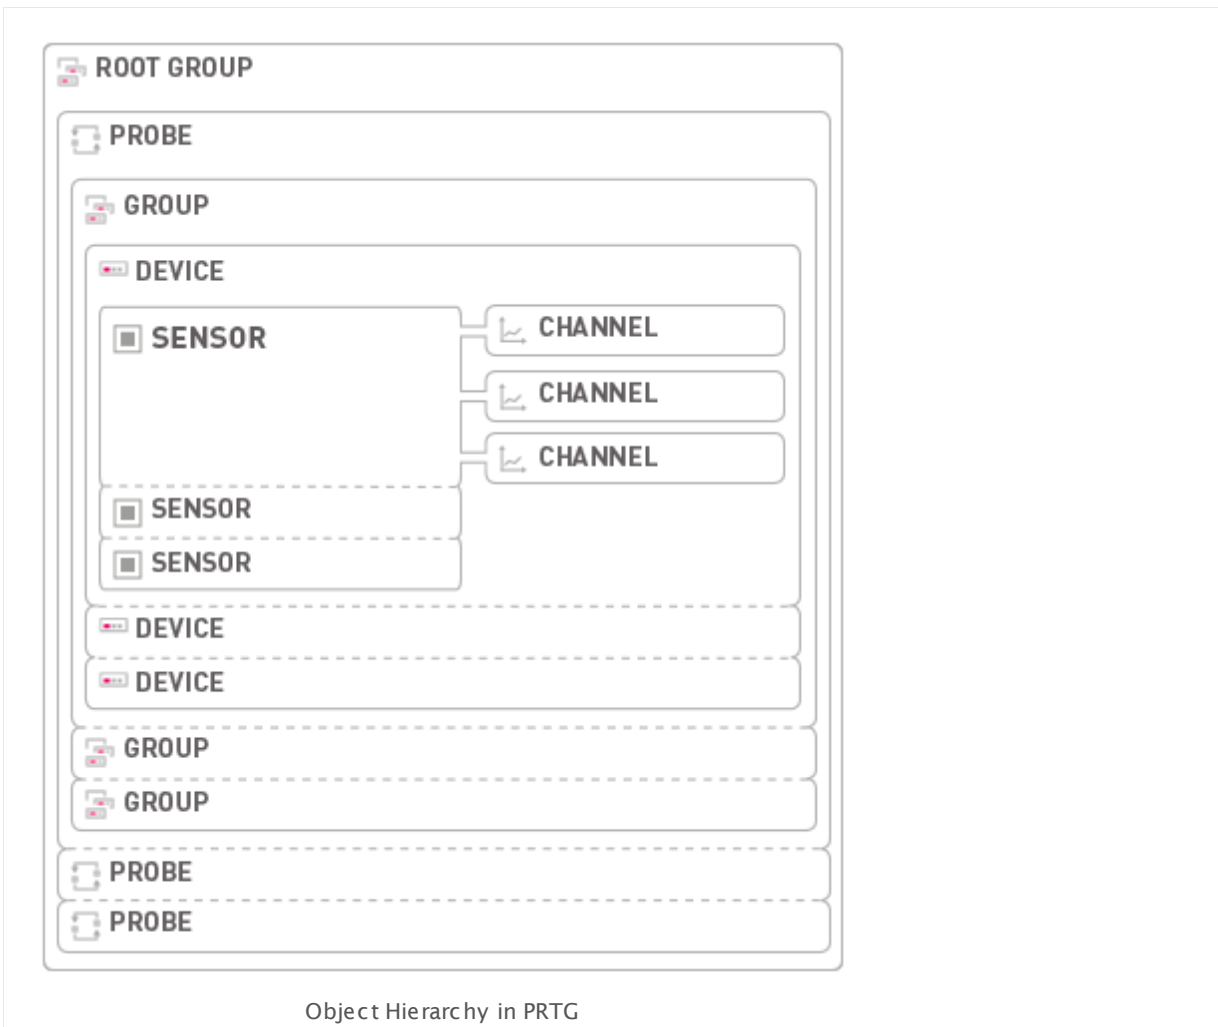 ROOT GROUP
PROBE
GROUP
DEVICE
SENSOR
CHANNEL
CHANNEL
CHANNEL
SENSOR
SENSOR
DEVICE
DEVICE
GROUP
GROUP
PROBE
PROBE
Object Hierarchy in PRTG